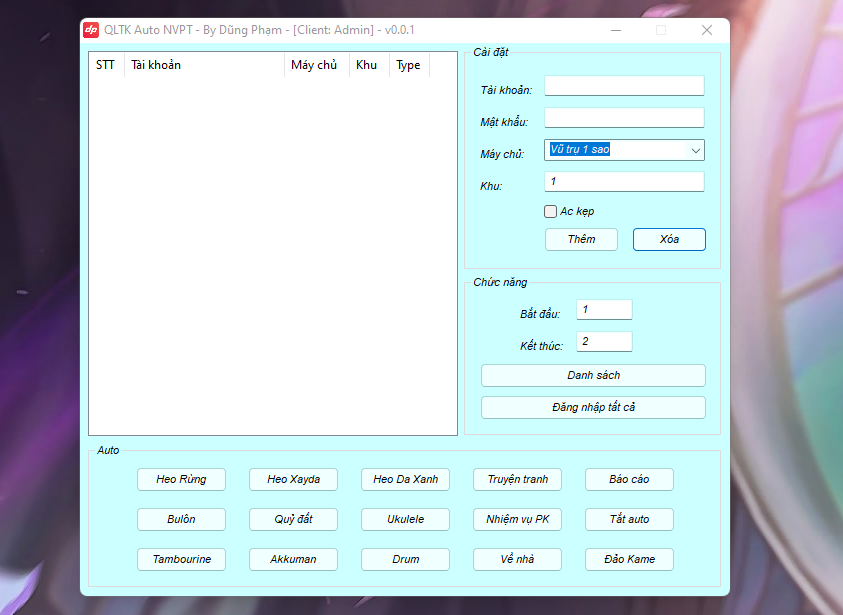 dp QLTK Auto NVPT - By Dũng Phạm - [Client: Admin] - v0.0.1
STT Tài khoản Máy chủ Khu Type
Cài đặt
Tài khoản:
Mật khẩu:
Máy chủ: Vũ trụ 1 sao
Khu: 1
Ac kẹp
Thêm Xóa
Chức năng
Bắt đầu: 1
Kết thúc: 2
Danh sách
Đăng nhập tất cả
Auto
Heo Rừng Heo Xayda Heo Da Xanh Truyện tranh Báo cáo
Bulôn Quỷ đất Ukulele Nhiệm vụ PK Tắt auto
Tambourine Akkuman Drum Về nhà Đảo Kame